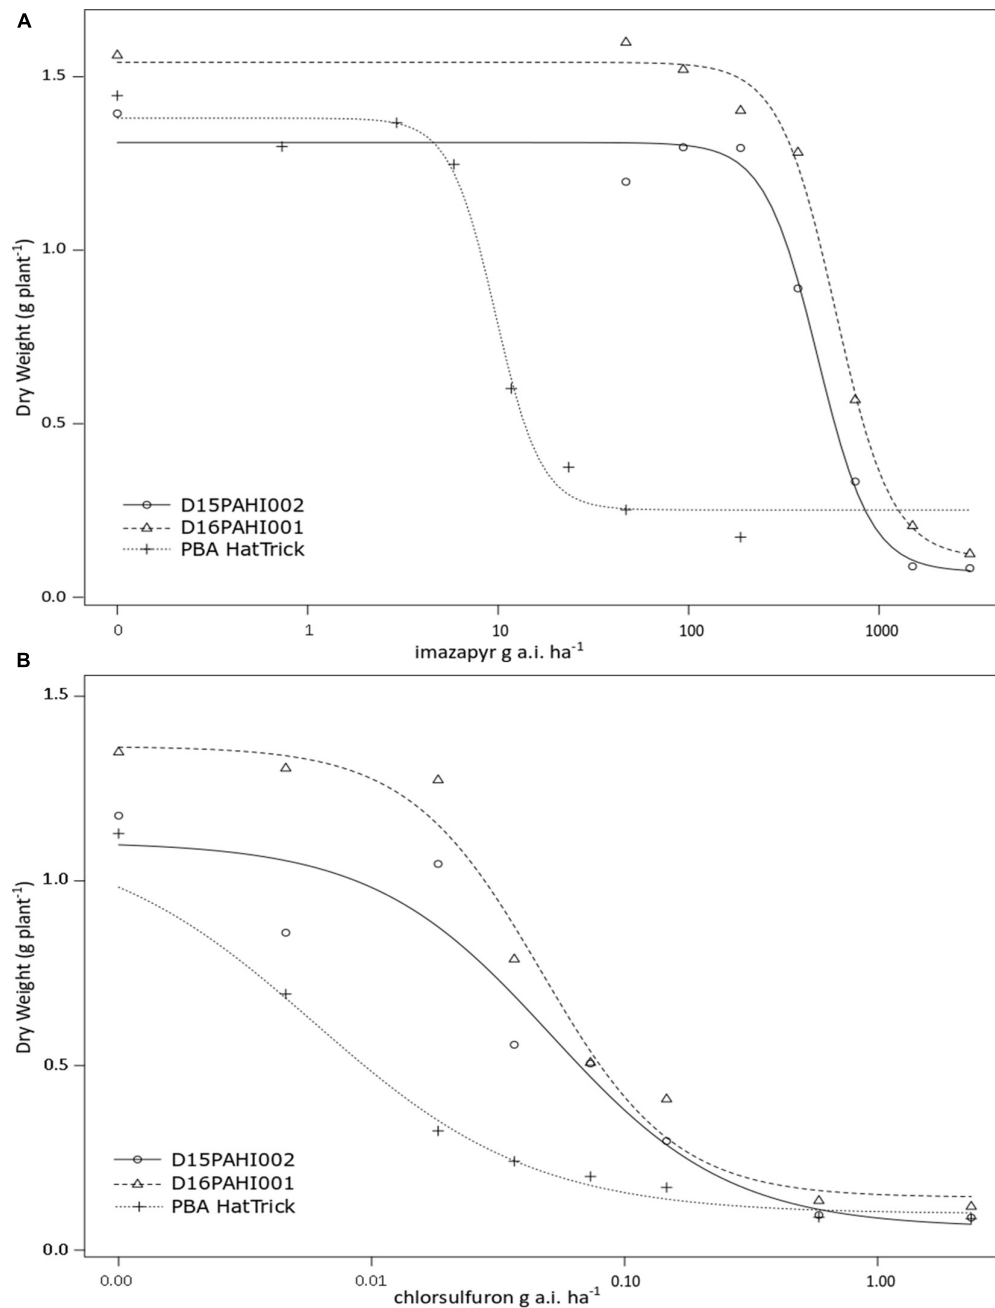 A
1.5
1.0
0.5
0.0
Dry Weight (g plant⁻¹)
D15PAHI002
D16PAHI001
PBA HatTrick
0 1 10 100 1000
imazapyr g a.i. ha⁻¹
B
1.5
1.0
0.5
0.0
Dry Weight (g plant⁻¹)
D15PAHI002
D16PAHI001
PBA HatTrick
0.00 0.01 0.10 1.00
chlorsulfuron g a.i. ha⁻¹